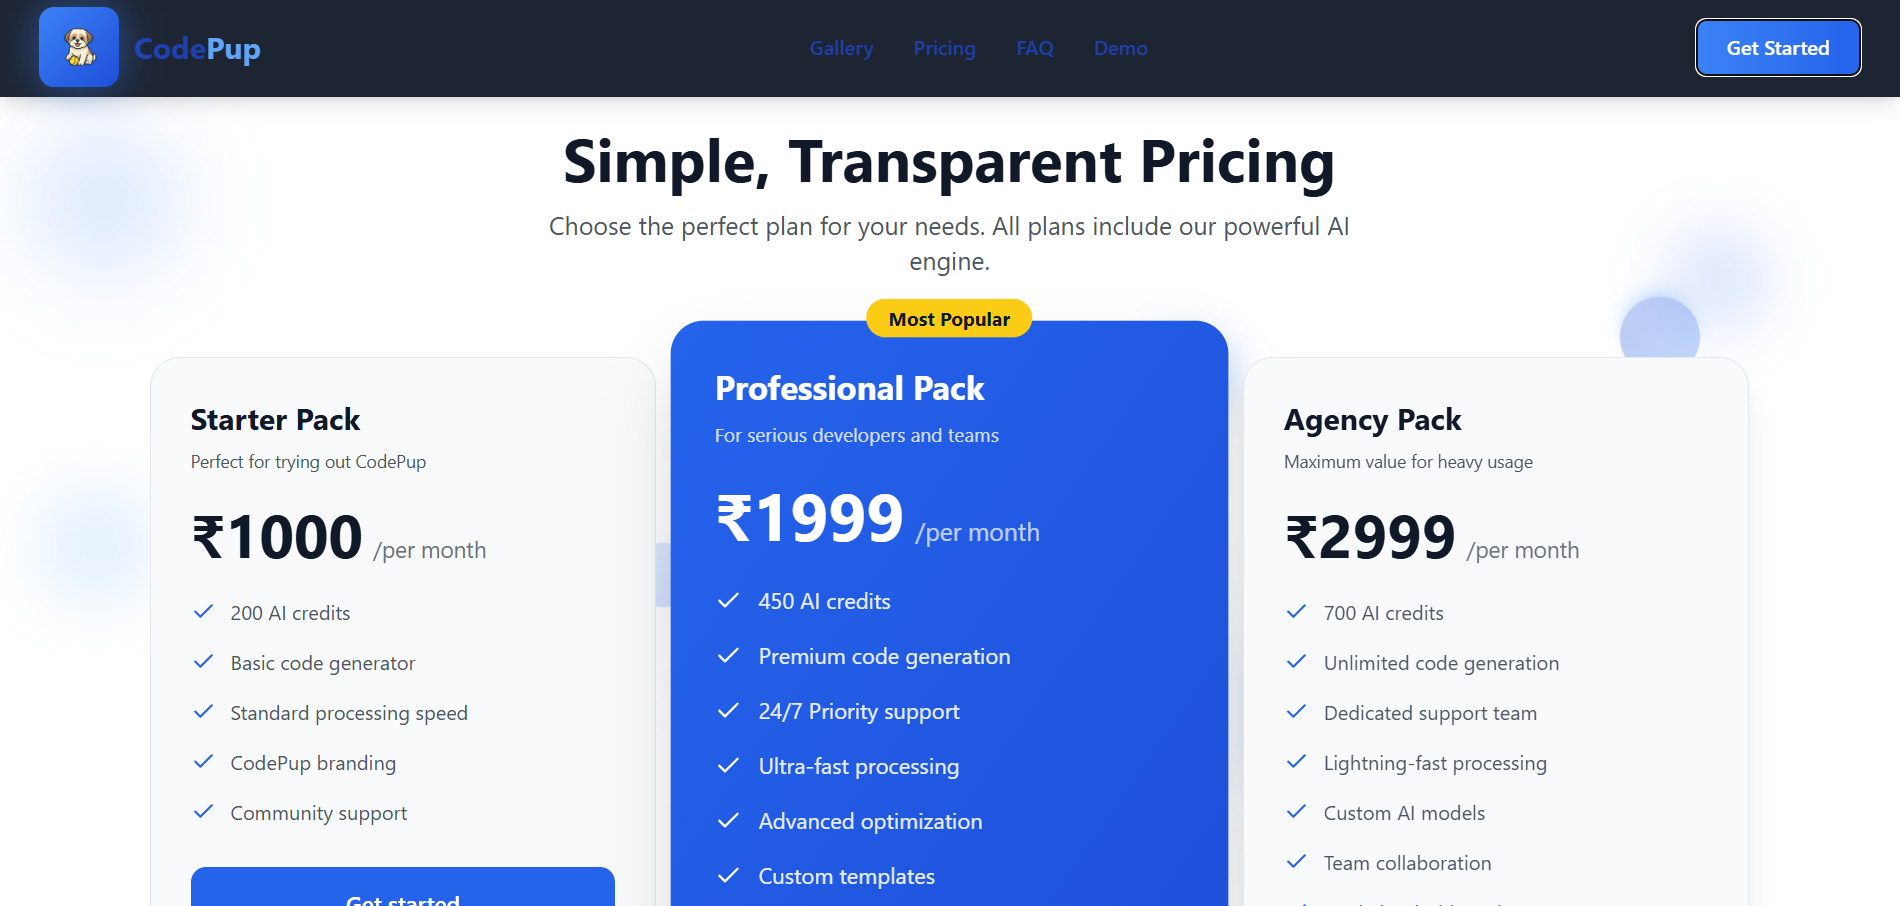 CodePup
Gallery
Pricing
FAQ
Demo
Get Started
Simple, Transparent Pricing
Choose the perfect plan for your needs. All plans include our powerful AI
engine.
Starter Pack
Perfect for trying out CodePup
₹1000 /per month
200 AI credits
Basic code generator
Standard processing speed
CodePup branding
Community support
Get started
Most Popular
Professional Pack
For serious developers and teams
₹1999 /per month
450 AI credits
Premium code generation
24/7 Priority support
Ultra-fast processing
Advanced optimization
Custom templates
Agency Pack
Maximum value for heavy usage
₹2999 /per month
700 AI credits
Unlimited code generation
Dedicated support team
Lightning-fast processing
Custom AI models
Team collaboration